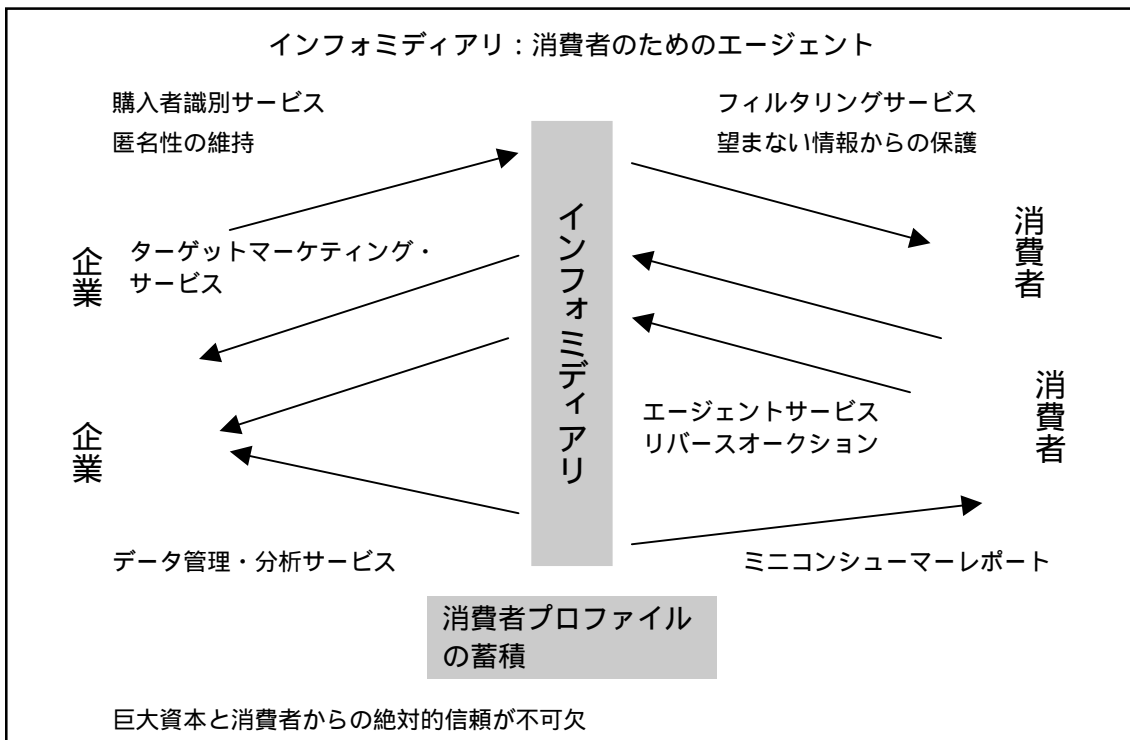 インフォミディアリ：消費者のためのエージェント
購入者識別サービス
匿名性の維持
フィルタリングサービス
望まない情報からの保護
企業
ターゲットマーケティング・
サービス
インフォミディアリ
消費者
企業
エージェントサービス
リバースオークション
消費者
データ管理・分析サービス
ミニコンシューマーレポート
消費者プロファイル
の蓄積
巨大資本と消費者からの絶対的信頼が不可欠